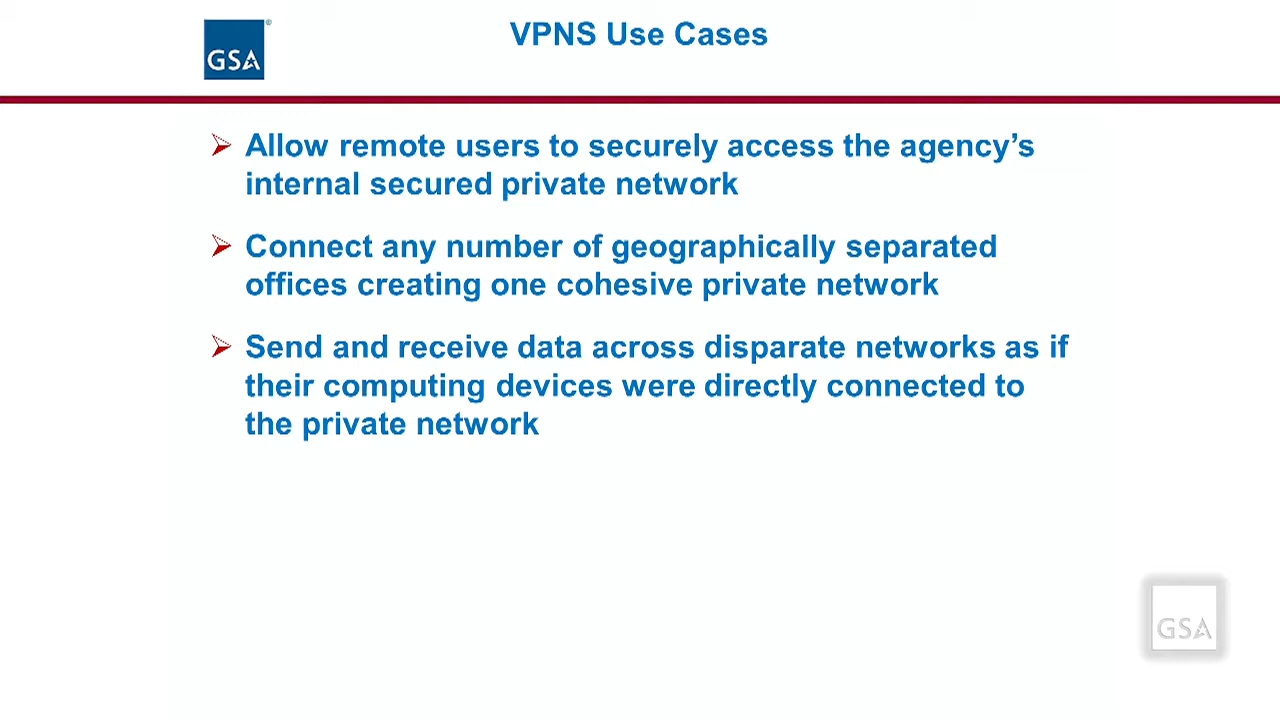 VPNS Use Cases
GSA
Allow remote users to securely access the agency’s
internal secured private network
Connect any number of geographically separated
offices creating one cohesive private network
Send and receive data across disparate networks as if
their computing devices were directly connected to
the private network
GSA